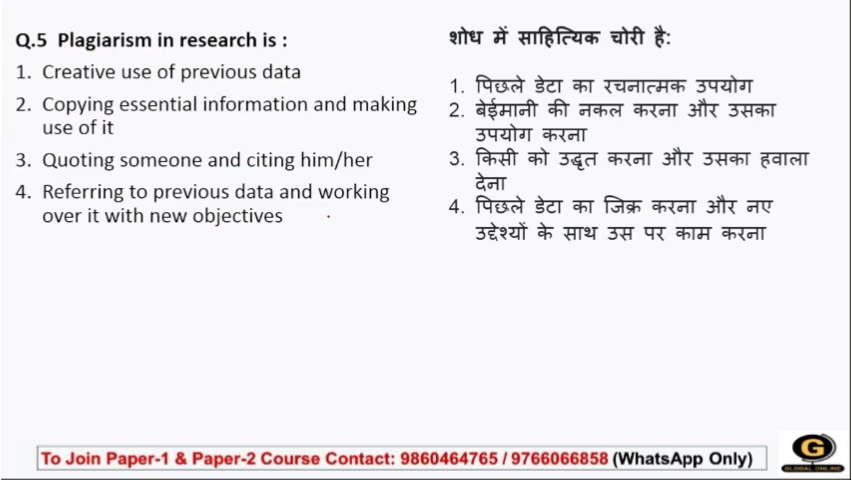 Q.5 Plagiarism in research is :
1. Creative use of previous data
2. Copying essential information and making
use of it
3. Quoting someone and citing him/her
4. Referring to previous data and working
over it with new objectives
शोध में साहित्यिक चोरी है:
1. पिछले डेटा का रचनात्मक उपयोग
2. बेईमानी की नकल करना और उसका
उपयोग करना
3. किसी को उद्धृत करना और उसका हवाला
देना
4. पिछले डेटा का जिक्र करना और नए
उद्देश्यों के साथ उस पर काम करना
To Join Paper-1 & Paper-2 Course Contact: 9860464765 / 9766066858 (WhatsApp Only)
G
GLOBAL ONLINE